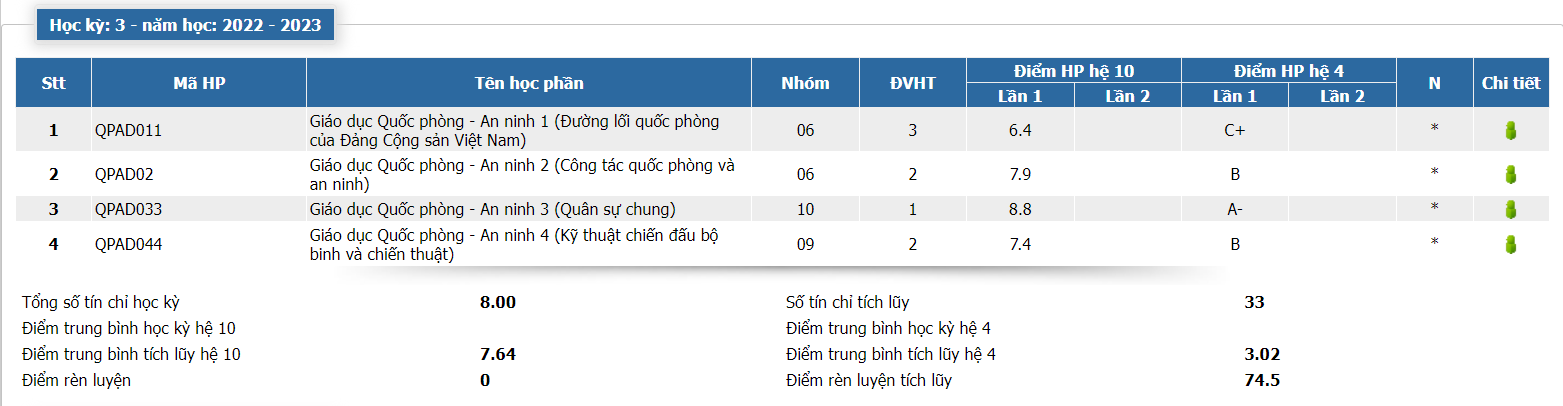 Học kỳ: 3 - năm học: 2022 - 2023
Stt Mã HP Tên học phần Nhóm ĐVHT Điểm HP hệ 10 Điểm HP hệ 4 N Chi tiết
Lần 1 Lần 2 Lần 1 Lần 2
1 QPAD011 Giáo dục Quốc phòng - An ninh 1 (Đường lối quốc phòng 06 3 6.4 C+ *
của Đảng Cộng sản Việt Nam)
2 QPAD02 Giáo dục Quốc phòng - An ninh 2 (Công tác quốc phòng và 06 2 7.9 B *
an ninh)
3 QPAD033 Giáo dục Quốc phòng - An ninh 3 (Quân sự chung) 10 1 8.8 A- *
4 QPAD044 Giáo dục Quốc phòng - An ninh 4 (Kỹ thuật chiến đấu bộ 09 2 7.4 B *
binh và chiến thuật)
Tổng số tín chỉ học kỳ 8.00 Số tín chỉ tích lũy 33
Điểm trung bình học kỳ hệ 10 Điểm trung bình học kỳ hệ 4
Điểm trung bình tích lũy hệ 10 7.64 Điểm trung bình tích lũy hệ 4 3.02
Điểm rèn luyện 0 Điểm rèn luyện tích lũy 74.5